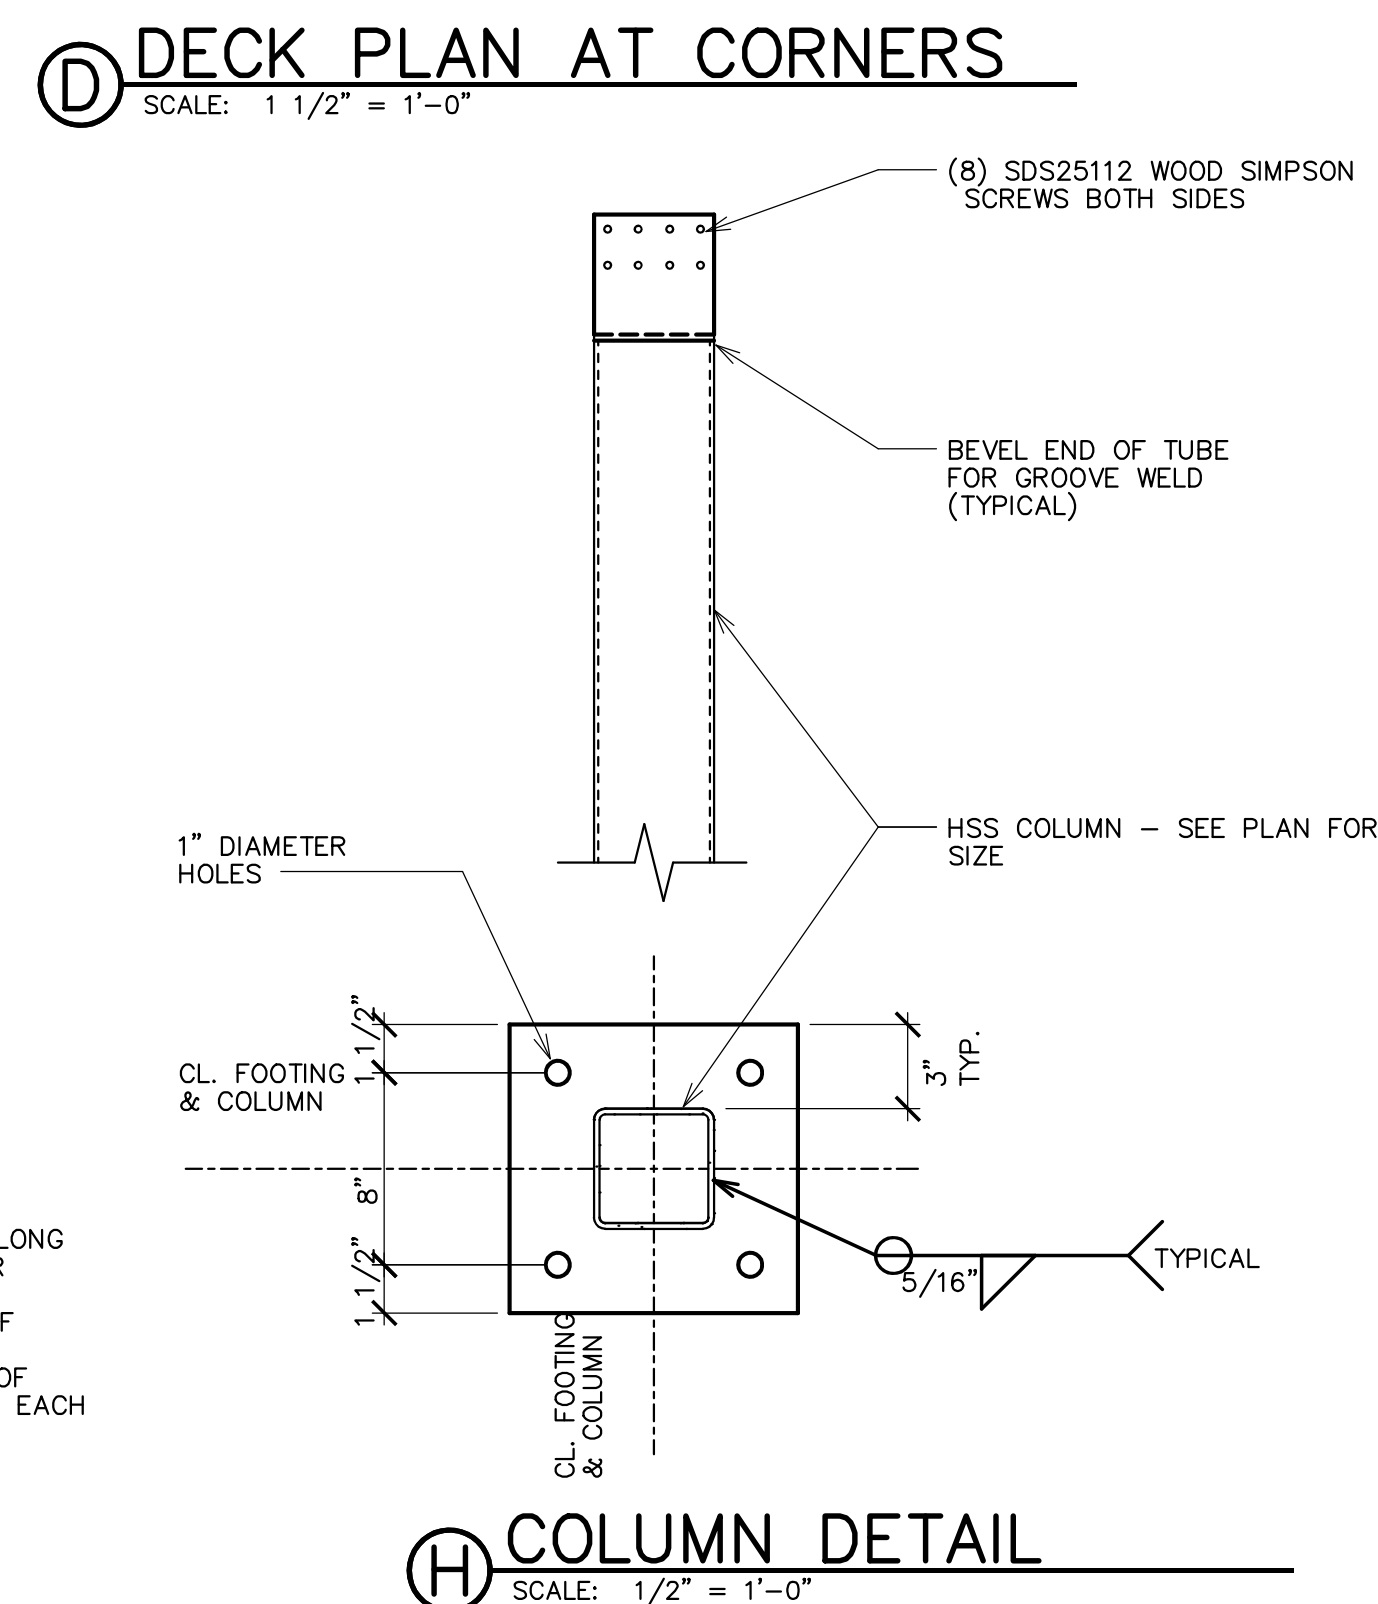 D
DECK PLAN AT CORNERS
SCALE: 1 1/2" = 1'-0"
(8) SDS25112 WOOD SIMPSON
SCREWS BOTH SIDES
BEVEL END OF TUBE
FOR GROOVE WELD
(TYPICAL)
HSS COLUMN - SEE PLAN FOR
SIZE
1" DIAMETER
HOLES
1 1/2"
CL. FOOTING
& COLUMN
3"
TYP.
8"
1 1/2"
5/16"
TYPICAL
LONG
R
F
OF
EACH
CL. FOOTING
& COLUMN
H
COLUMN DETAIL
SCALE: 1/2" = 1'-0"